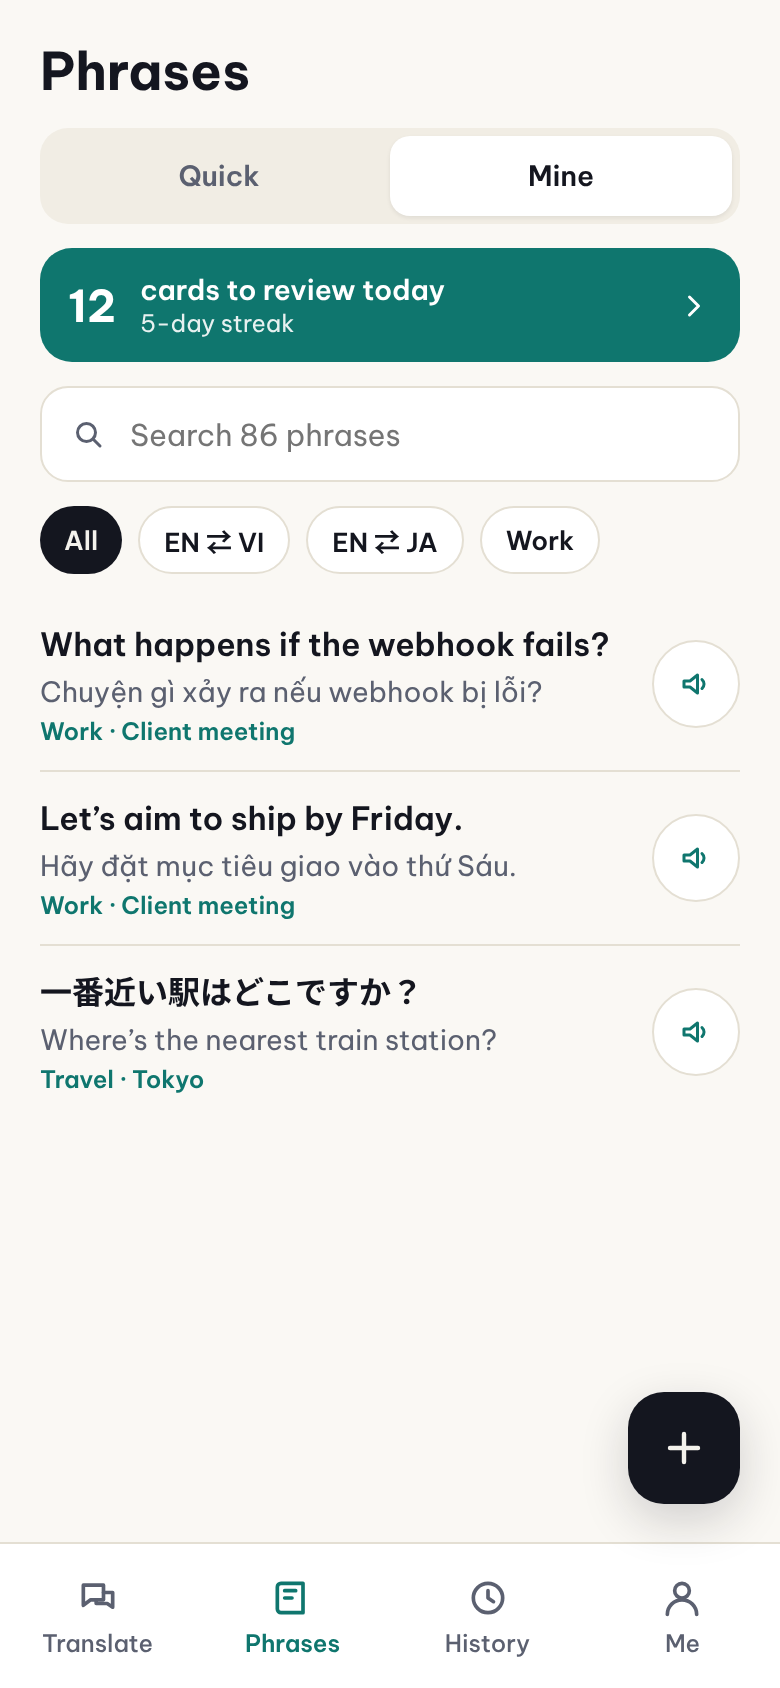 Phrases
Quick
Mine
12
cards to review today
5-day streak
Search 86 phrases
All
EN ⇄ VI
EN ⇄ JA
Work
What happens if the webhook fails?
Chuyện gì xảy ra nếu webhook bị lỗi?
Work · Client meeting
Let’s aim to ship by Friday.
Hãy đặt mục tiêu giao vào thứ Sáu.
Work · Client meeting
一番近い駅はどこですか？
Where’s the nearest train station?
Travel · Tokyo
Translate
Phrases
History
Me